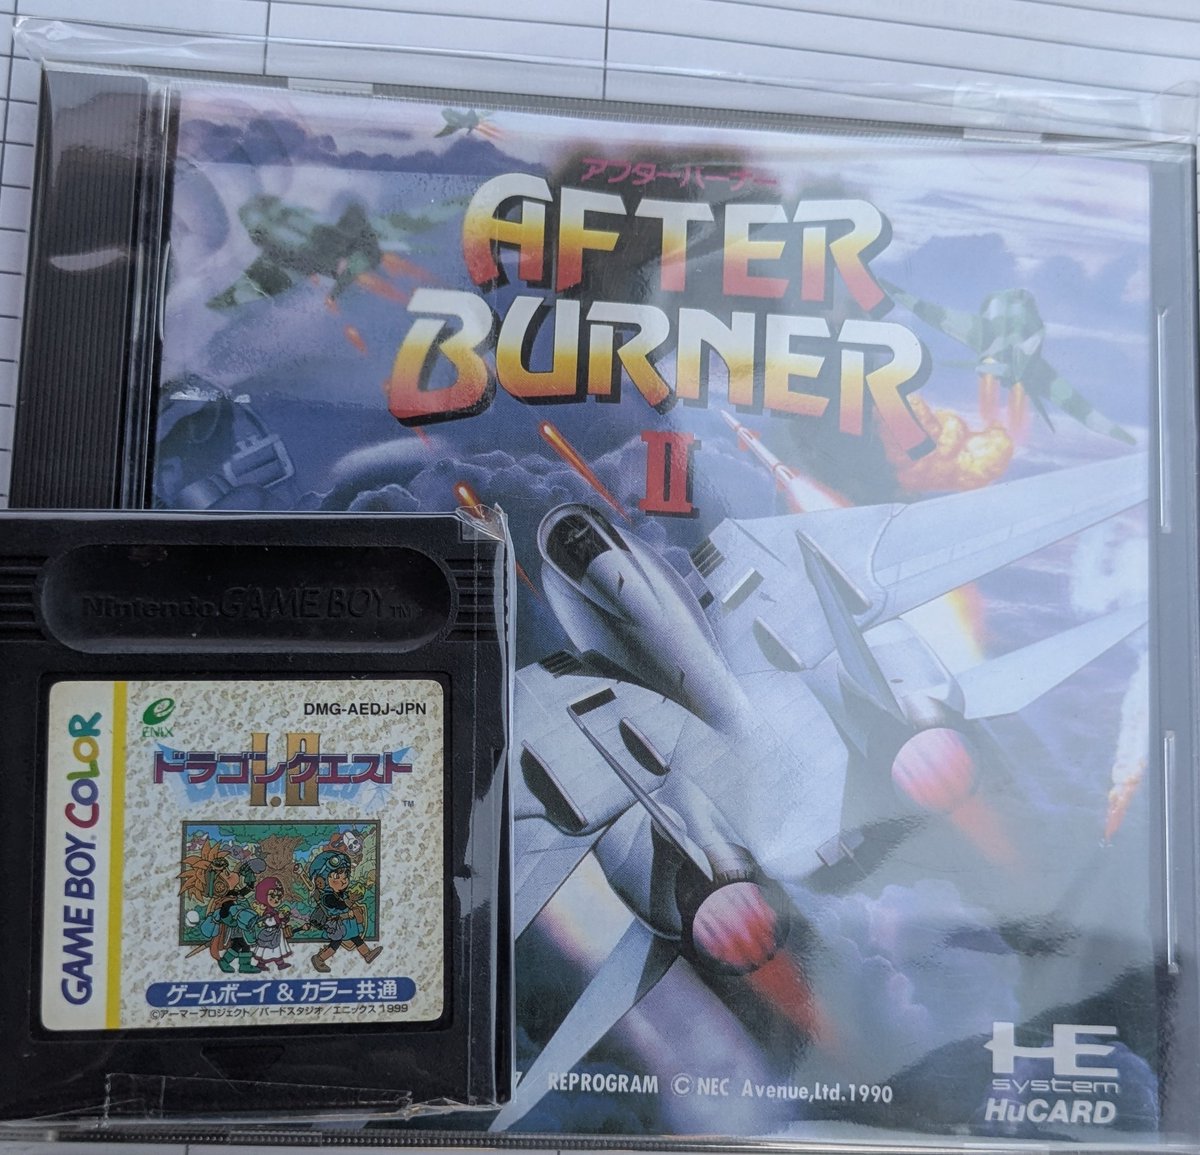 アフターバーナー
AFTER
BURNER
II
Nintendo GAME BOY TM
GAME BOY COLOR
ENIX
DMG-AEDJ-JPN
I・II
ドラゴンクエスト
TM
ゲームボーイ & カラー共通
©アーマープロジェクト/バードスタジオ/エニックス 1999
7 REPROGRAM © NEC Avenue,Ltd.1990
HE
system
HuCARD